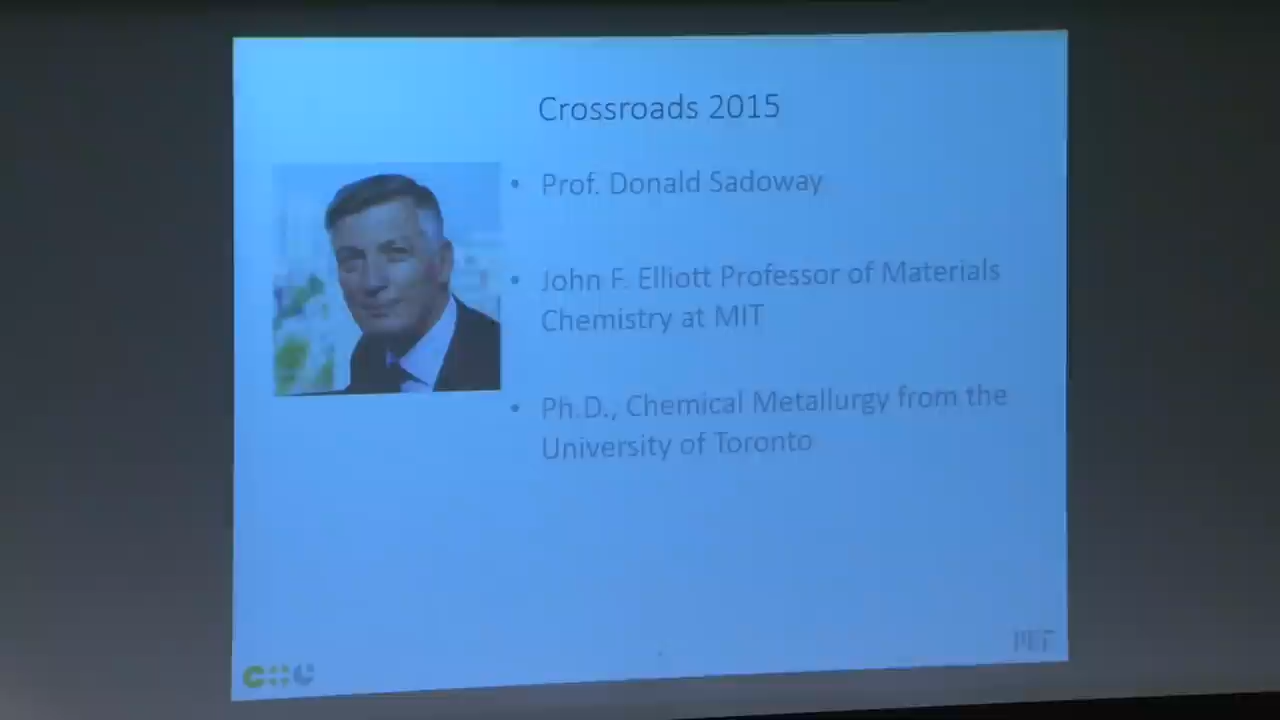 Crossroads 2015
• Prof. Donald Sadoway
• John F. Elliott Professor of Materials
Chemistry at MIT
• Ph.D., Chemical Metallurgy from the
University of Toronto
MIT